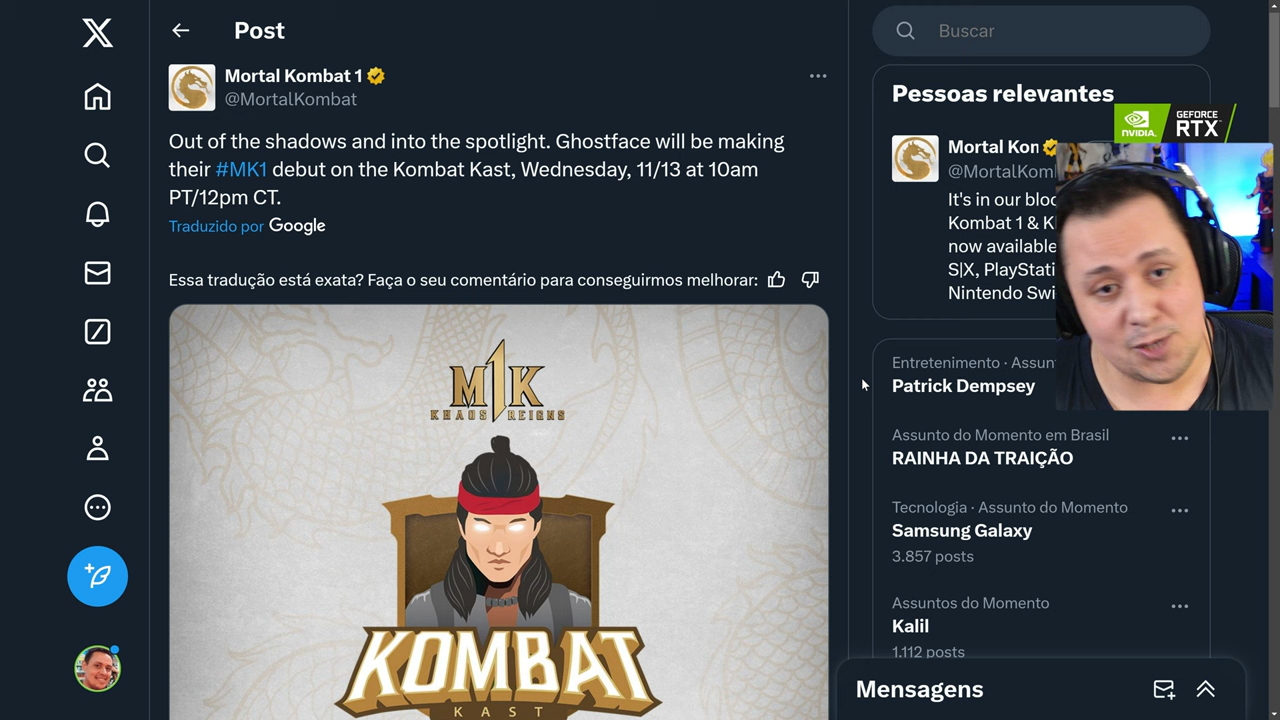 Post
Buscar
Mortal Kombat 1
@MortalKombat
Out of the shadows and into the spotlight. Ghostface will be making
their #MK1 debut on the Kombat Kast, Wednesday, 11/13 at 10am
PT/12pm CT.
Traduzido por Google
Essa tradução está exata? Faça o seu comentário para conseguirmos melhorar:
M1K
KHAOS REIGNS
KOMBAT
KAST
Pessoas relevantes
NVIDIA.
GEFORCE
RTX
Mortal Kon
@MortalKom
It's in our bloo
Kombat 1 & K
now available
S|X, PlayStati
Nintendo Swi
Entretenimento · Assun
Patrick Dempsey
Assunto do Momento em Brasil
RAINHA DA TRAIÇÃO
Tecnologia · Assunto do Momento
Samsung Galaxy
3.857 posts
Assuntos do Momento
Kalil
1.112 posts
Mensagens